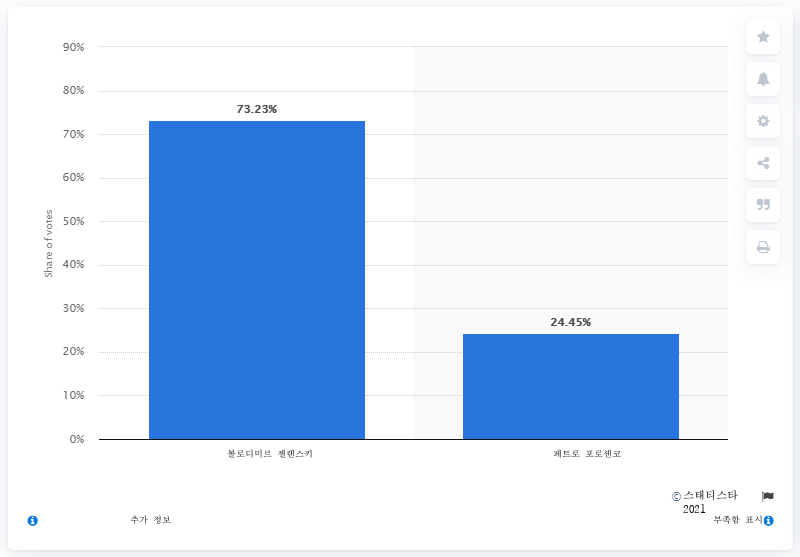 90%
80%
73.23%
70%
60%
50%
Share of votes
40%
30%
24.45%
20%
10%
0%
볼로디미르 젤렌스키
페트로 포로셴코
© 스태티스타
2021
추가 정보
부족함 표시